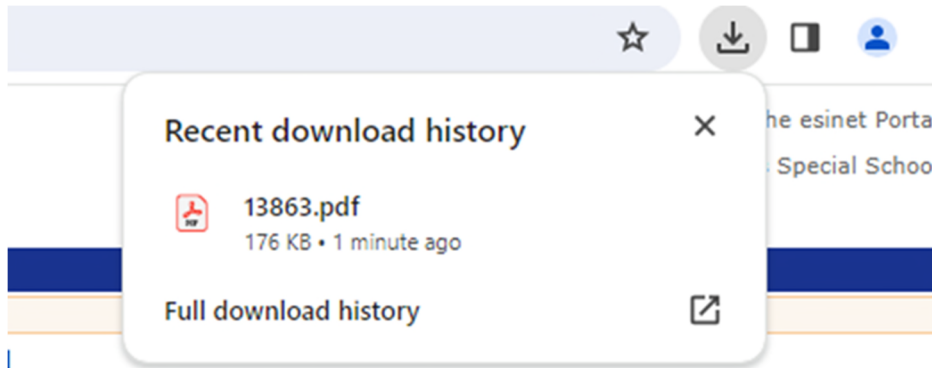 Recent download history
he esinet Porta
Special Schoo
13863.pdf
176 KB • 1 minute ago
Full download history